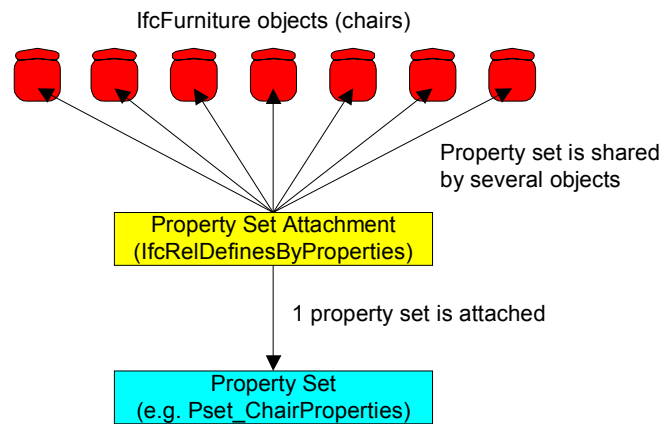 IfcFurniture objects (chairs)
Property set is shared
by several objects
Property Set Attachment
(IfcRelDefinesByProperties)
1 property set is attached
Property Set
(e.g. Pset_ChairProperties)